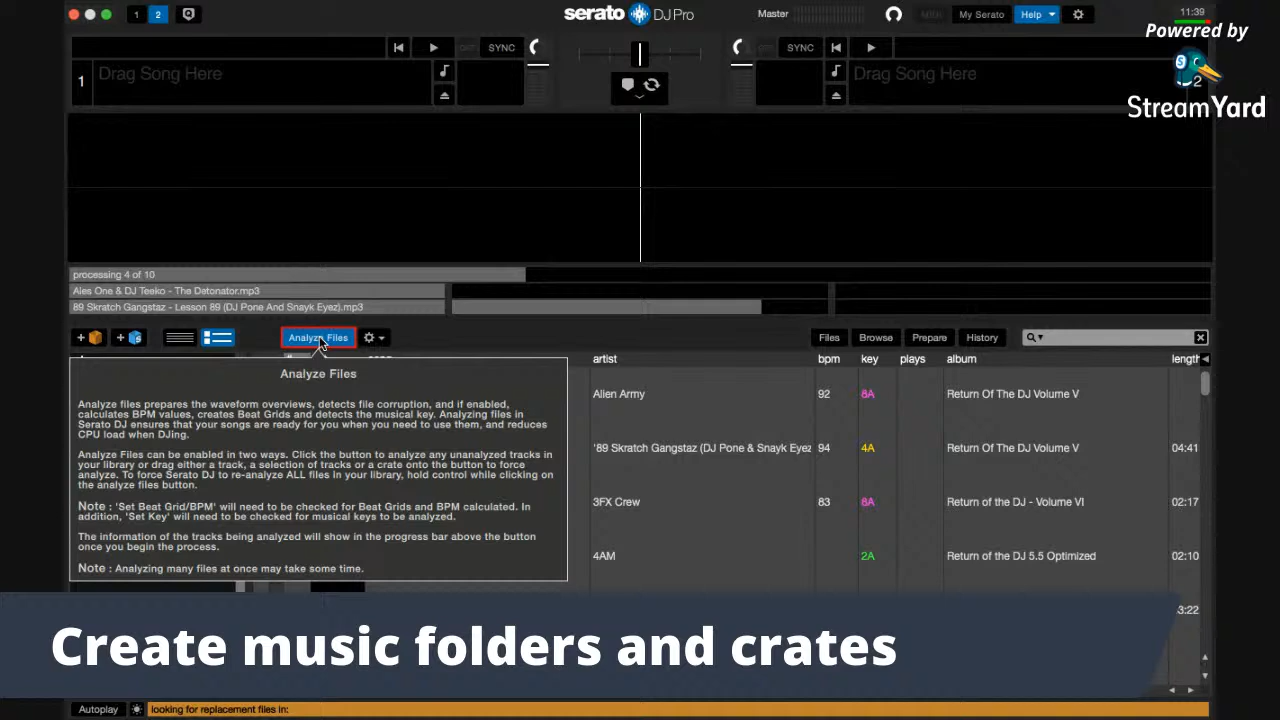 1 2 serato DJ Pro Master MIDI My Serato Help 11:39
Powered by
StreamYard
SYNC SYNC
1 Drag Song Here Drag Song Here 2
processing 4 of 10
Ales One & DJ Teeko - The Detonator.mp3
89 Skratch Gangstaz - Lesson 89 (DJ Pone And Snayk Eyez).mp3
+ + Analyze Files Files Browse Prepare History
artist bpm key plays album length
Analyze Files
Analyze files prepares the waveform overviews, detects file corruption, and if enabled,
calculates BPM values, creates Beat Grids and detects the musical key. Analyzing files in
Serato DJ ensures that your songs are ready for you when you need to use them, and reduces
CPU load when DJing.
Analyze Files can be enabled in two ways. Click the button to analyze any unanalyzed tracks in
your library or drag either a track, a selection of tracks or a crate onto the button to force
analyze. To force Serato DJ to re-analyze ALL files in your library, hold control while clicking on
the analyze files button.
Note : 'Set Beat Grid/BPM' will need to be checked for Beat Grids and BPM calculated. In
addition, 'Set Key' will need to be checked for musical keys to be analyzed.
The information of the tracks being analyzed will show in the progress bar above the button
once you begin the process.
Note : Analyzing many files at once may take some time.
Alien Army 92 8A Return Of The DJ Volume V
'89 Skratch Gangstaz (DJ Pone & Snayk Eyez 94 4A Return Of The DJ Volume V 04:41
3FX Crew 83 8A Return of the DJ - Volume VI 02:17
4AM 2A Return of the DJ 5.5 Optimized 02:10
3:22
Create music folders and crates
Autoplay looking for replacement files in: